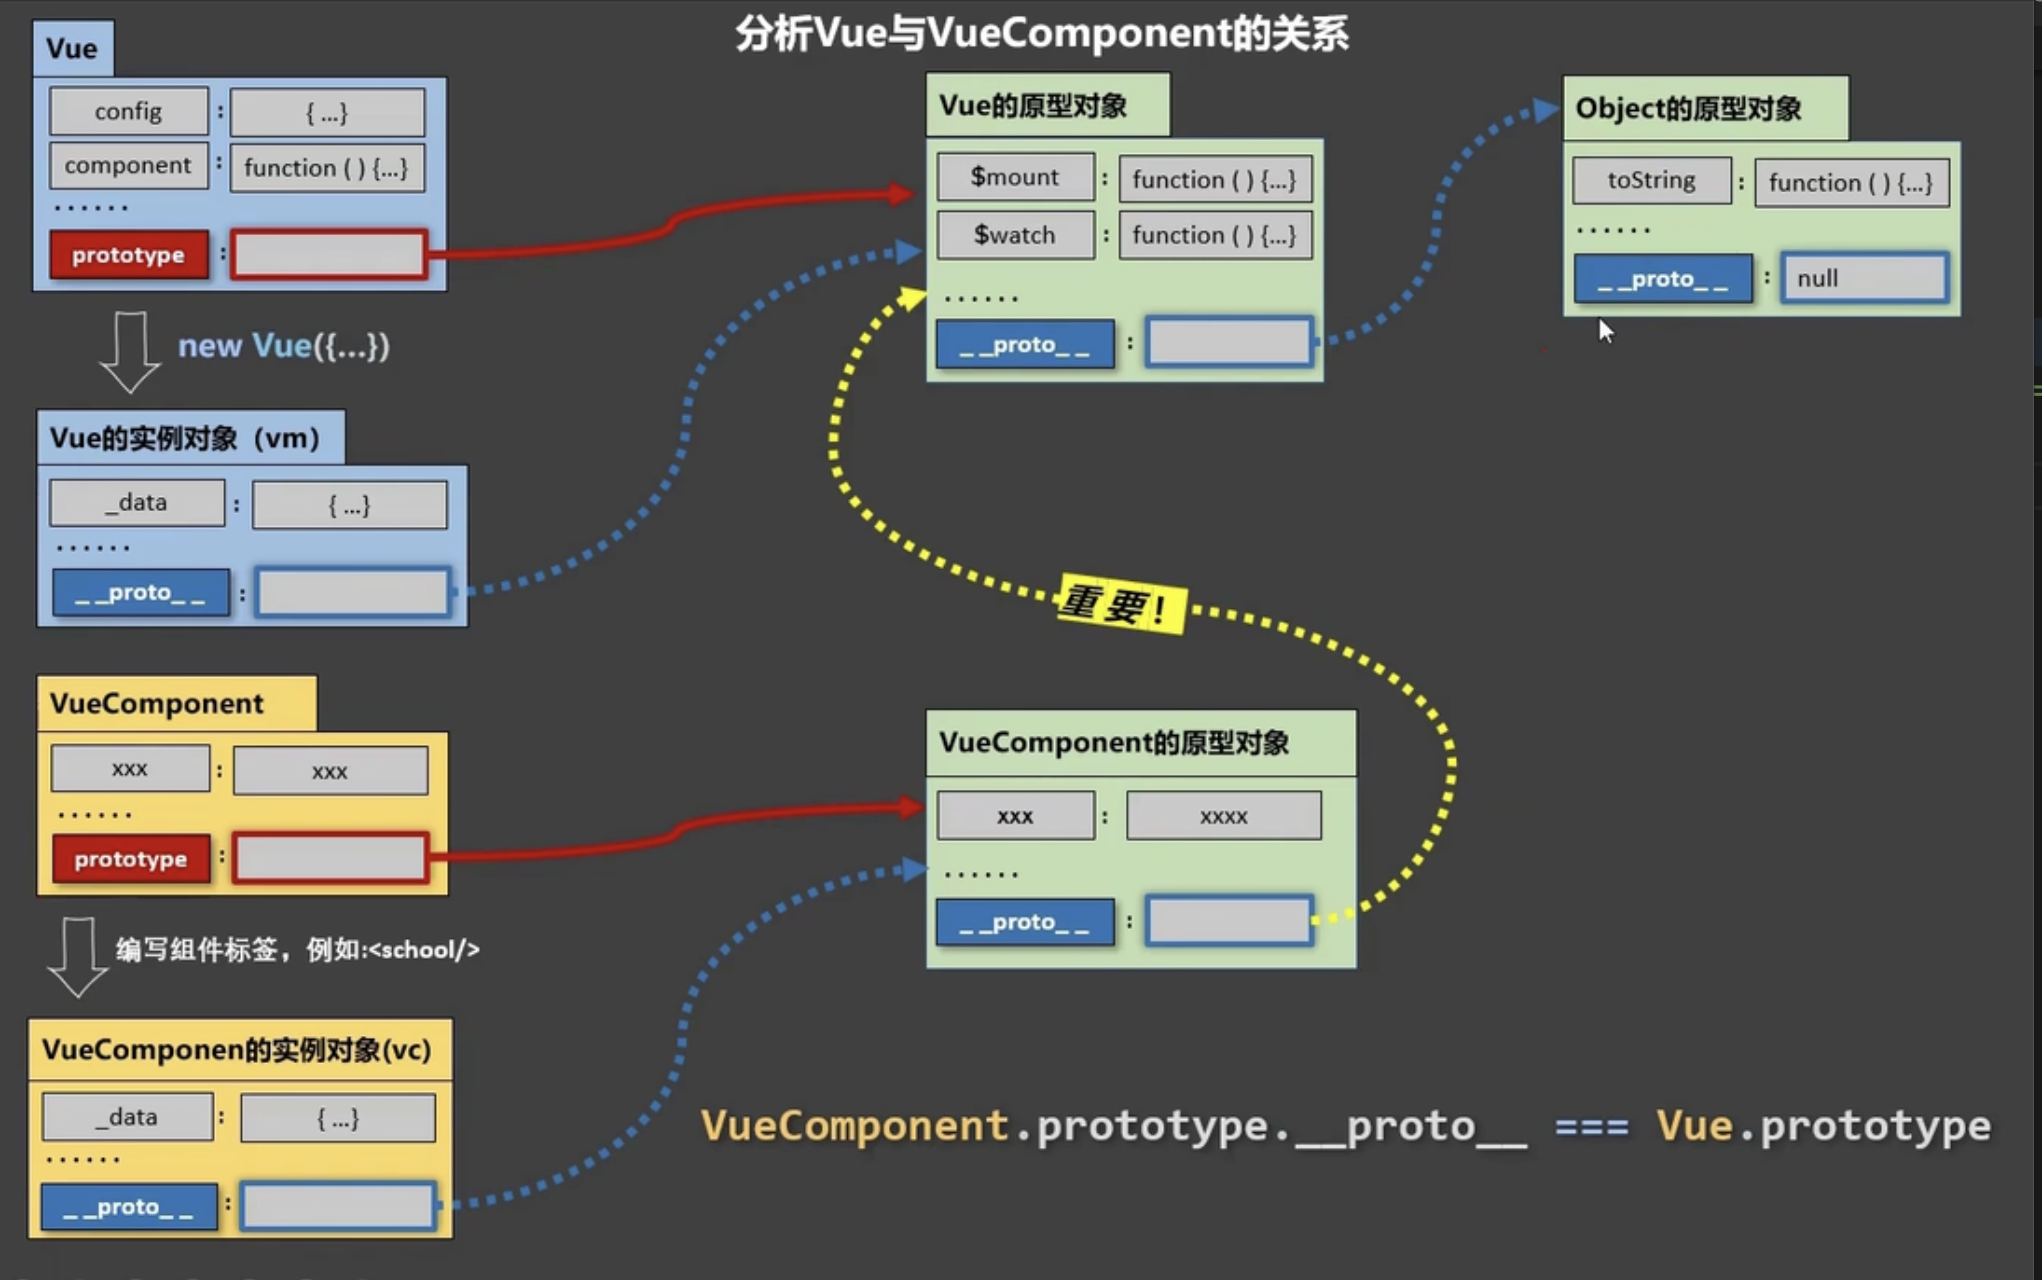 分析Vue与VueComponent的关系
Vue
config : { ...}
component : function ( ) {...}
······
prototype :
new Vue({...})
Vue的实例对象（vm）
_data : { ...}
······
_ _proto_ _ :
VueComponent
xxx : xxx
······
prototype :
编写组件标签，例如:<school/>
VueComponen的实例对象(vc)
_data : { ...}
······
_ _proto_ _ :
Vue的原型对象
$mount : function ( ) {...}
$watch : function ( ) {...}
······
_ _proto_ _ :
Object的原型对象
toString : function ( ) {...}
······
_ _proto_ _ : null
重要!
VueComponent的原型对象
xxx : xxxx
······
_ _proto_ _ :
VueComponent.prototype.__proto__ === Vue.prototype